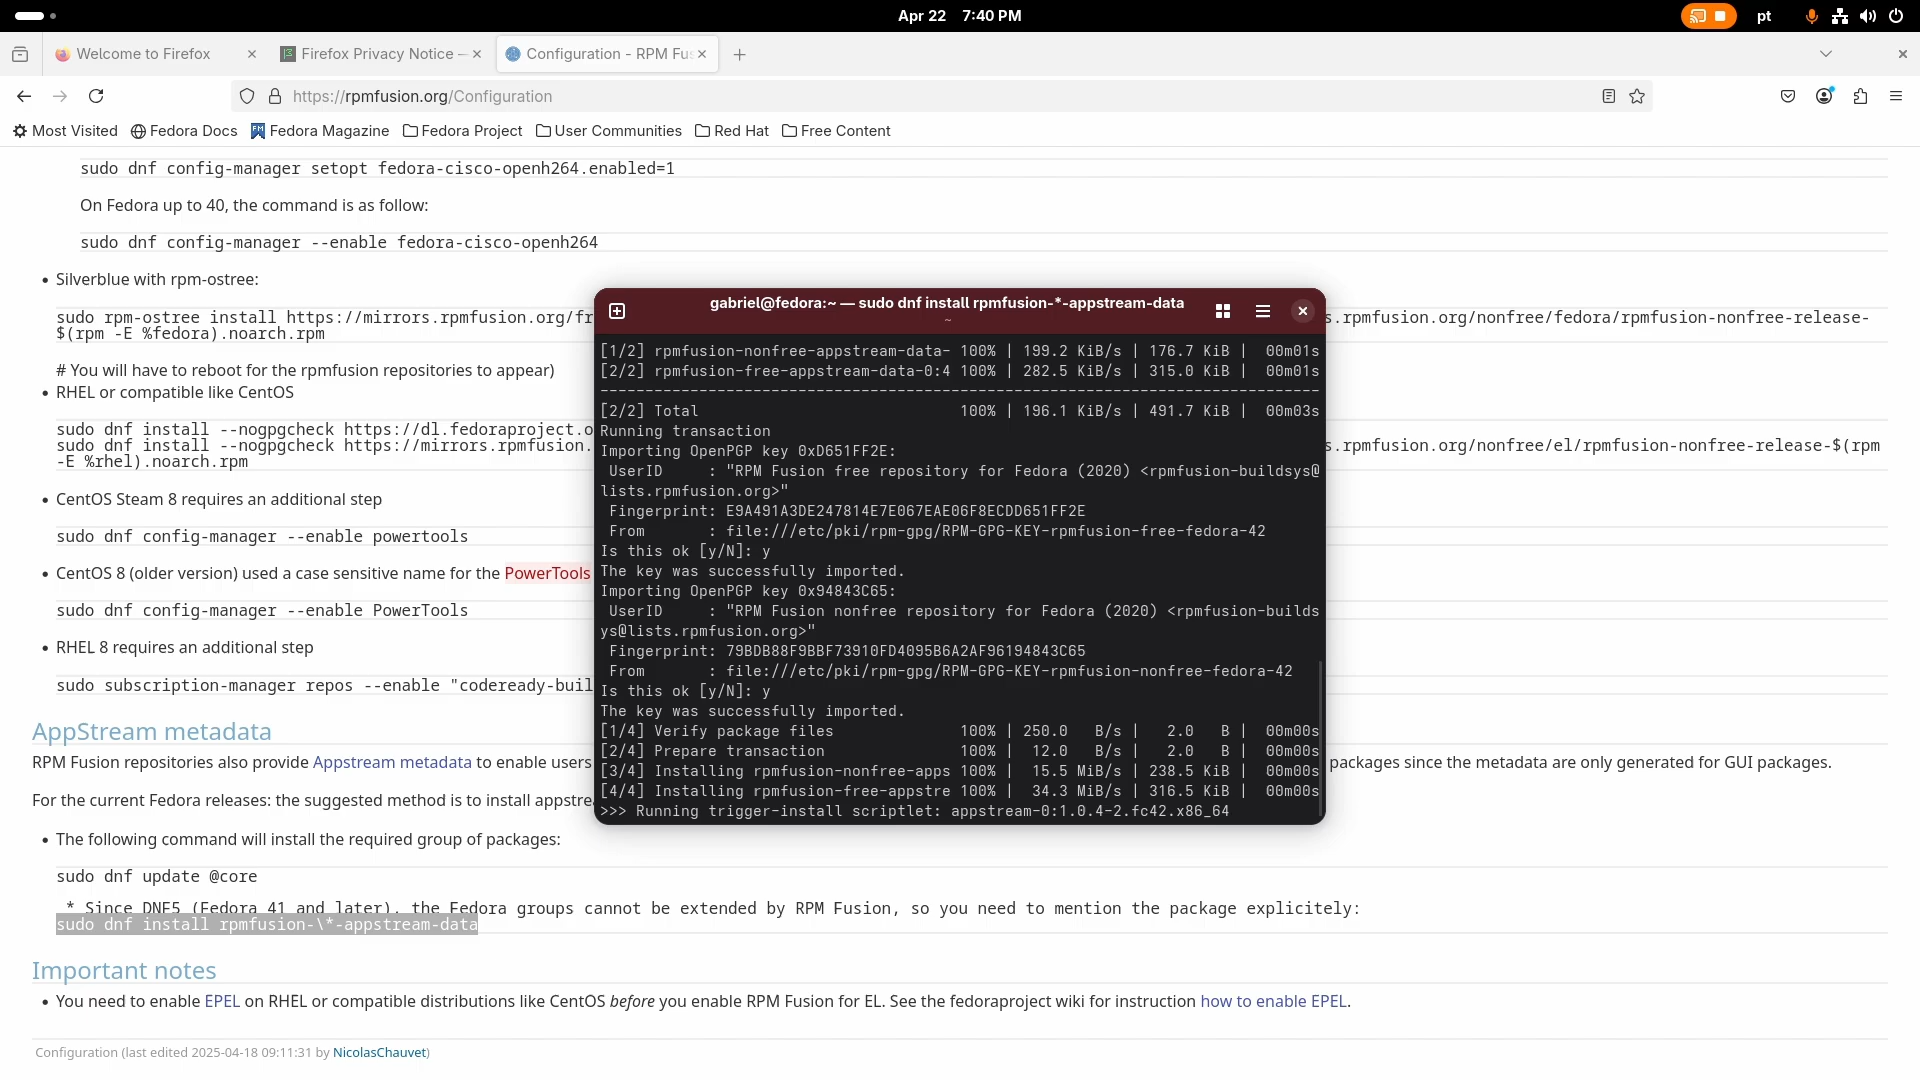 Apr 22 7:40 PM
pt
Welcome to Firefox
Firefox Privacy Notice —
Configuration - RPM Fus
https://rpmfusion.org/Configuration
Most Visited Fedora Docs Fedora Magazine Fedora Project User Communities Red Hat Free Content
sudo dnf config-manager setopt fedora-cisco-openh264.enabled=1
On Fedora up to 40, the command is as follow:
sudo dnf config-manager --enable fedora-cisco-openh264
• Silverblue with rpm-ostree:
sudo rpm-ostree install https://mirrors.rpmfusion.org/fr
s.rpmfusion.org/nonfree/fedora/rpmfusion-nonfree-release-
$(rpm -E %fedora).noarch.rpm
# You will have to reboot for the rpmfusion repositories to appear)
• RHEL or compatible like CentOS
sudo dnf install --nogpgcheck https://dl.fedoraproject.o
sudo dnf install --nogpgcheck https://mirrors.rpmfusion.
s.rpmfusion.org/nonfree/el/rpmfusion-nonfree-release-$(rpm
-E %rhel).noarch.rpm
• CentOS Steam 8 requires an additional step
sudo dnf config-manager --enable powertools
• CentOS 8 (older version) used a case sensitive name for the PowerTools
sudo dnf config-manager --enable PowerTools
• RHEL 8 requires an additional step
sudo subscription-manager repos --enable "codeready-buil
AppStream metadata
RPM Fusion repositories also provide Appstream metadata to enable users
packages since the metadata are only generated for GUI packages.
For the current Fedora releases: the suggested method is to install appstre
• The following command will install the required group of packages:
sudo dnf update @core
* Since DNF5 (Fedora 41 and later), the Fedora groups cannot be extended by RPM Fusion, so you need to mention the package explicitely:
sudo dnf install rpmfusion-\*-appstream-data
Important notes
• You need to enable EPEL on RHEL or compatible distributions like CentOS before you enable RPM Fusion for EL. See the fedoraproject wiki for instruction how to enable EPEL.
Configuration (last edited 2025-04-18 09:11:31 by NicolasChauvet)
gabriel@fedora:~ — sudo dnf install rpmfusion-*-appstream-data
~
[1/2] rpmfusion-nonfree-appstream-data- 100% | 199.2 KiB/s | 176.7 KiB | 00m01s
[2/2] rpmfusion-free-appstream-data-0:4 100% | 282.5 KiB/s | 315.0 KiB | 00m01s
--------------------------------------------------------------------------------
[2/2] Total 100% | 196.1 KiB/s | 491.7 KiB | 00m03s
Running transaction
Importing OpenPGP key 0xD651FF2E:
UserID : "RPM Fusion free repository for Fedora (2020) <rpmfusion-buildsys@
lists.rpmfusion.org>"
Fingerprint: E9A491A3DE247814E7E067EAE06F8ECDD651FF2E
From : file:///etc/pki/rpm-gpg/RPM-GPG-KEY-rpmfusion-free-fedora-42
Is this ok [y/N]: y
The key was successfully imported.
Importing OpenPGP key 0x94843C65:
UserID : "RPM Fusion nonfree repository for Fedora (2020) <rpmfusion-builds
ys@lists.rpmfusion.org>"
Fingerprint: 79BDB88F9BBF73910FD4095B6A2AF96194843C65
From : file:///etc/pki/rpm-gpg/RPM-GPG-KEY-rpmfusion-nonfree-fedora-42
Is this ok [y/N]: y
The key was successfully imported.
[1/4] Verify package files 100% | 250.0 B/s | 2.0 B | 00m00s
[2/4] Prepare transaction 100% | 12.0 B/s | 2.0 B | 00m00s
[3/4] Installing rpmfusion-nonfree-apps 100% | 15.5 MiB/s | 238.5 KiB | 00m00s
[4/4] Installing rpmfusion-free-appstre 100% | 34.3 MiB/s | 316.5 KiB | 00m00s
>>> Running trigger-install scriptlet: appstream-0:1.0.4-2.fc42.x86_64